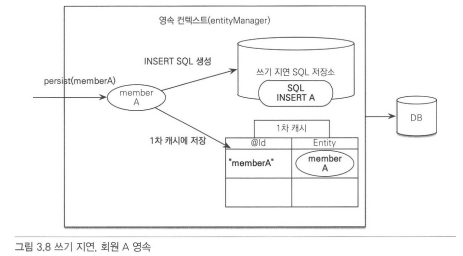 영속 컨텍스트(entityManager)
INSERT SQL 생성
쓰기 지연 SQL 저장소
SQL
INSERT A
persist(memberA)
member
A
DB
1차 캐시에 저장
1차 캐시
@Id Entity
"memberA"
member
A
그림 3.8 쓰기 지연, 회원 A 영속